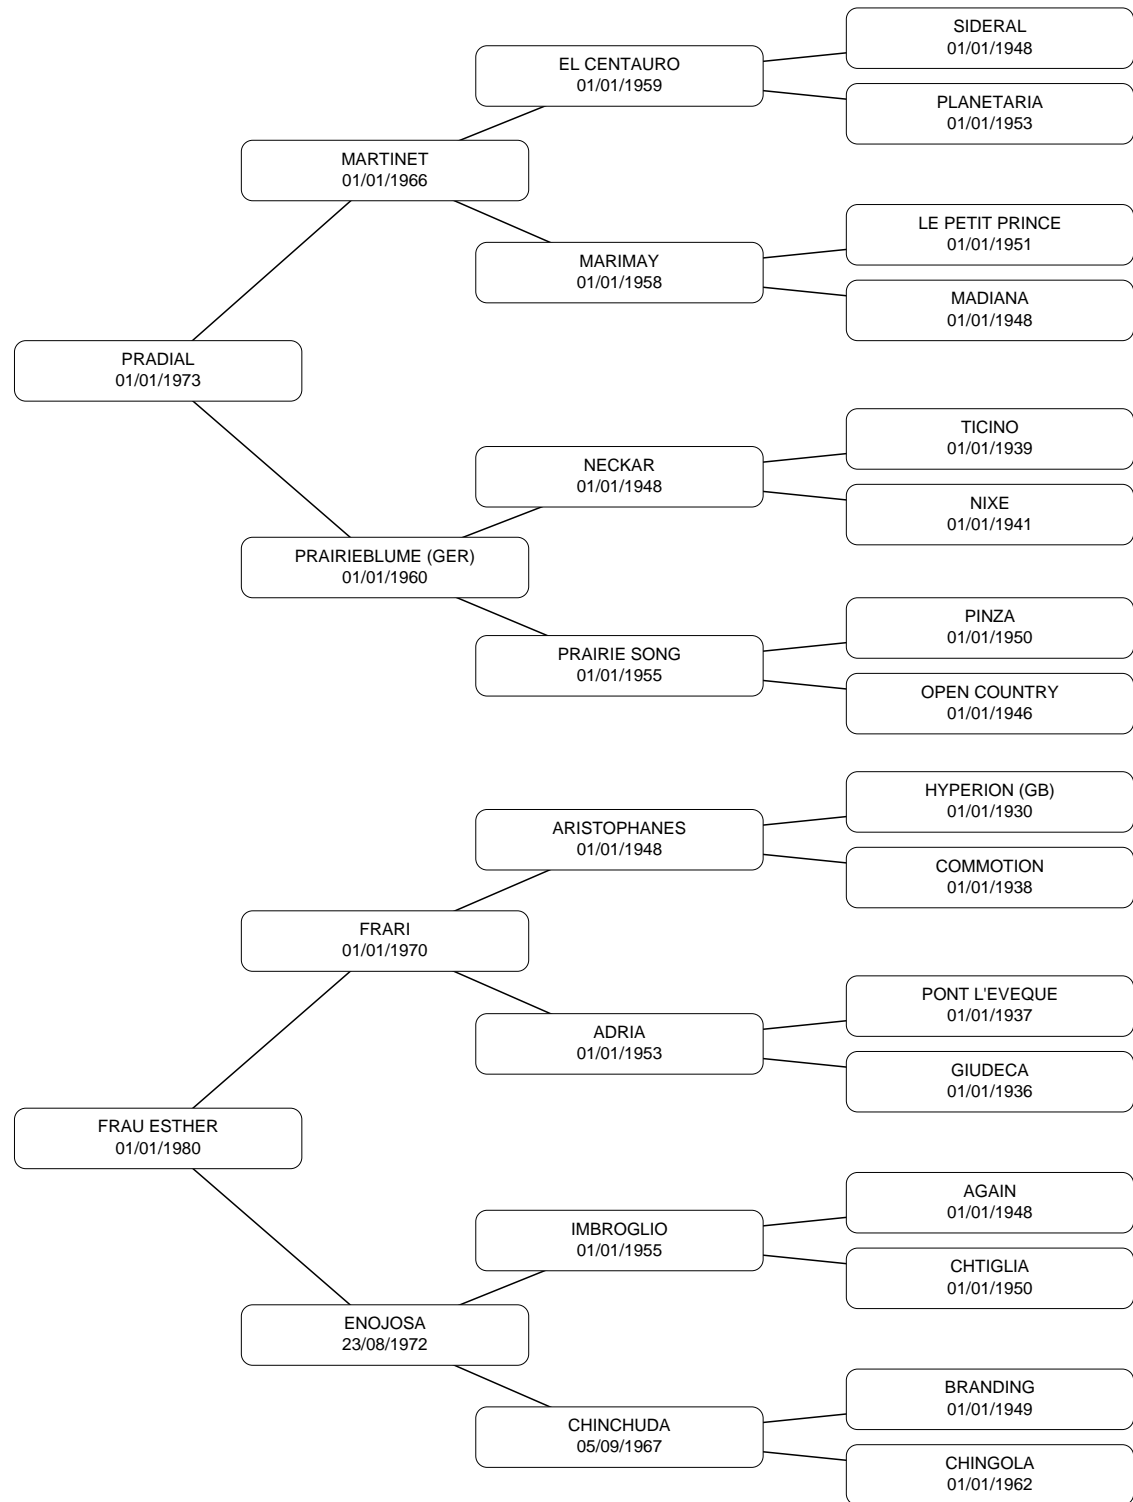 SIDERAL
01/01/1948
EL CENTAURO
01/01/1959
PLANETARIA
01/01/1953
MARTINET
01/01/1966
LE PETIT PRINCE
01/01/1951
MARIMAY
01/01/1958
MADIANA
01/01/1948
PRADIAL
01/01/1973
TICINO
01/01/1939
NECKAR
01/01/1948
NIXE
01/01/1941
PRAIRIEBLUME (GER)
01/01/1960
PINZA
01/01/1950
PRAIRIE SONG
01/01/1955
OPEN COUNTRY
01/01/1946
HYPERION (GB)
01/01/1930
ARISTOPHANES
01/01/1948
COMMOTION
01/01/1938
FRARI
01/01/1970
PONT L'EVEQUE
01/01/1937
ADRIA
01/01/1953
GIUDECA
01/01/1936
FRAU ESTHER
01/01/1980
AGAIN
01/01/1948
IMBROGLIO
01/01/1955
CHTIGLIA
01/01/1950
ENOJOSA
23/08/1972
BRANDING
01/01/1949
CHINCHUDA
05/09/1967
CHINGOLA
01/01/1962